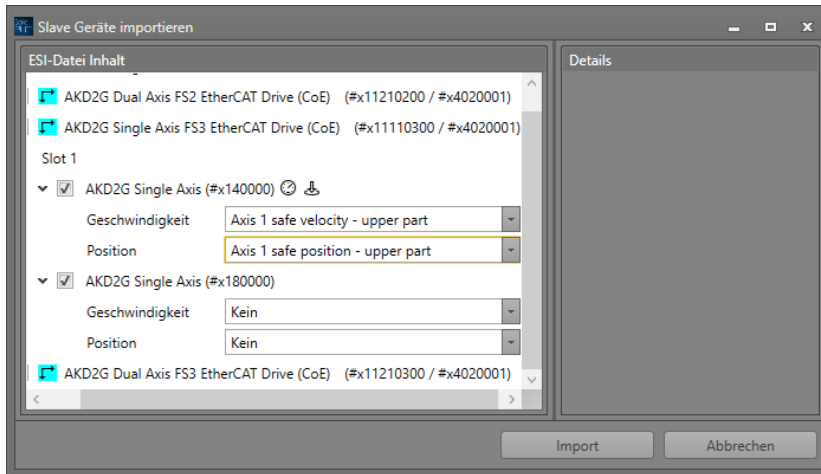 Slave Geräte importieren
ESI-Datei Inhalt
Details
AKD2G Dual Axis FS2 EtherCAT Drive (CoE) (#x11210200 / #x4020001)
AKD2G Single Axis FS3 EtherCAT Drive (CoE) (#x11110300 / #x4020001)
Slot 1
AKD2G Single Axis (#x140000)
Geschwindigkeit Axis 1 safe velocity - upper part
Position Axis 1 safe position - upper part
AKD2G Single Axis (#x180000)
Geschwindigkeit Kein
Position Kein
AKD2G Dual Axis FS3 EtherCAT Drive (CoE) (#x11210300 / #x4020001)
Import Abbrechen